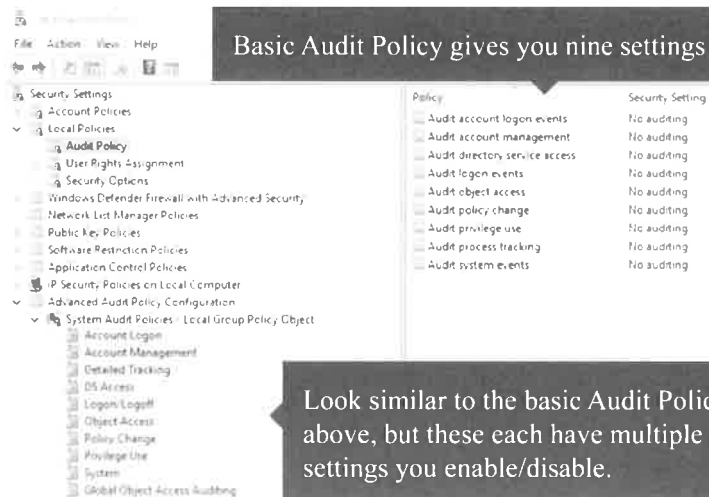 File Action View Help
Basic Audit Policy gives you nine settings
Security Settings
Account Policies
Local Policies
Audit Policy
User Rights Assignment
Security Options
Windows Defender Firewall with Advanced Security
Network List Manager Policies
Public Key Policies
Software Restriction Policies
Application Control Policies
IP Security Policies on Local Computer
Advanced Audit Policy Configuration
System Audit Policies - Local Group Policy Object
Account Logon
Account Management
Detailed Tracking
DS Access
Logon/Logoff
Object Access
Policy Change
Privilege Use
System
Global Object Access Auditing
Policy Security Setting
Audit account logon events No auditing
Audit account management No auditing
Audit directory service access No auditing
Audit logon events No auditing
Audit object access No auditing
Audit policy change No auditing
Audit privilege use No auditing
Audit process tracking No auditing
Audit system events No auditing
Look similar to the basic Audit Polic
above, but these each have multiple
settings you enable/disable.